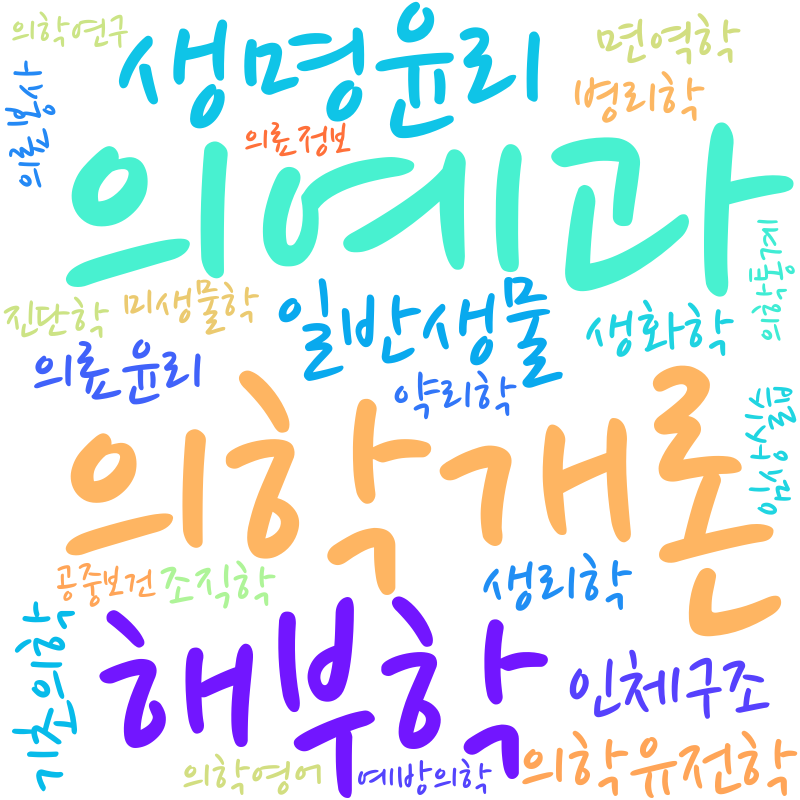 의학연구
생명윤리
면역학
의료봉사
의료정보
병리학
의예과
의학통계
진단학
미생물학
일반생물
생화학
의료윤리
약리학
임상실습
의학개론
공중보건
조직학
생리학
기초의학
해부학
인체구조
의학영어
예방의학
의학유전학